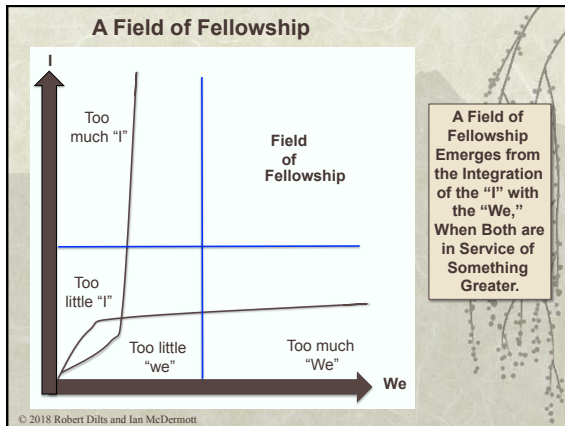 A Field of Fellowship
I
Too
much "I"
Field
of
Fellowship
Too
little "I"
Too little
"we"
Too much
"We"
We
A Field of
Fellowship
Emerges from
the Integration
of the "I" with
the "We,"
When Both are
in Service of
Something
Greater.
© 2018 Robert Dilts and Ian McDermott